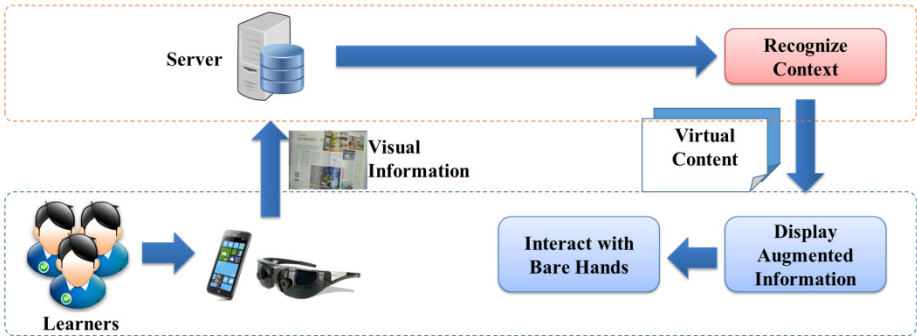 Server
Recognize
Context
Visual
Information
Virtual
Content
Learners
Interact with
Bare Hands
Display
Augmented
Information